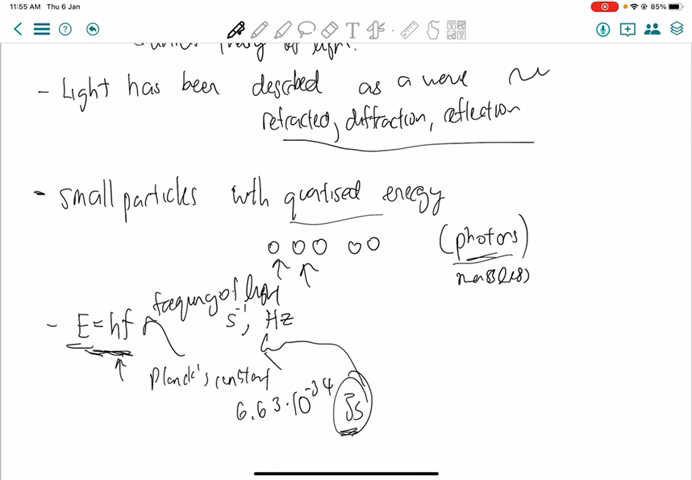 11:55 AM Thu 6 Jan
85%
- Light has been described as a wave
refracted, diffraction, reflection
- small particles with quantised energy
(photons)
frequency of light
s⁻¹, Hz
- E = hf
Planck's constant
6.63·10⁻³⁴ Js